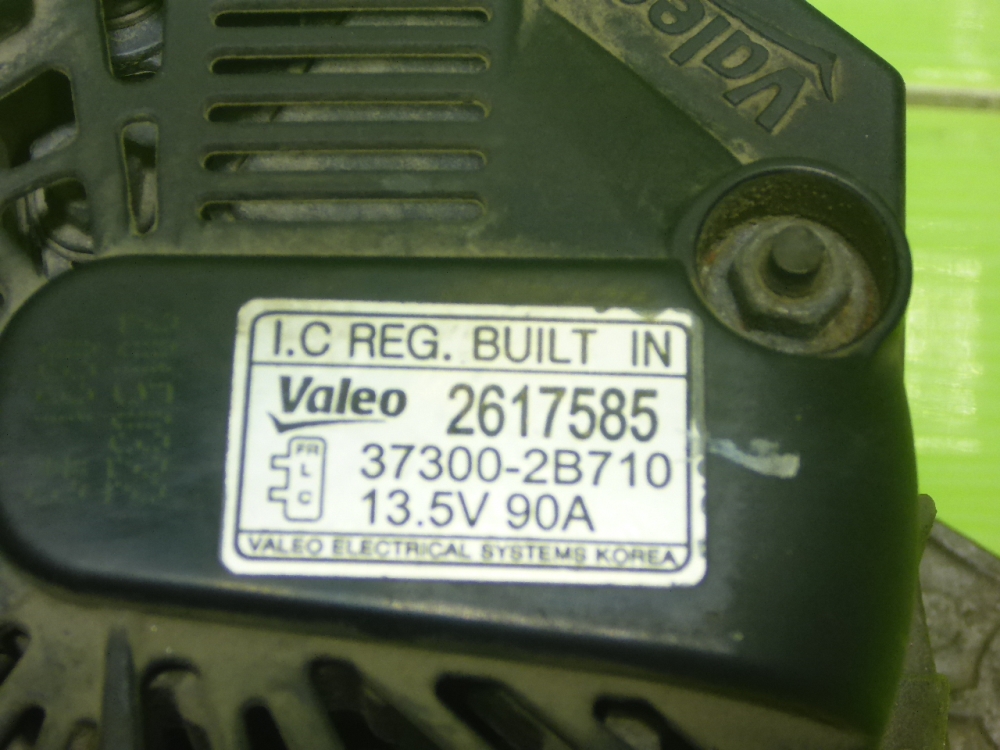 Valeo
I.C REG. BUILT IN
Valeo 2617585
FR
L
C
37300-2B710
13.5V 90A
VALEO ELECTRICAL SYSTEMS KOREA